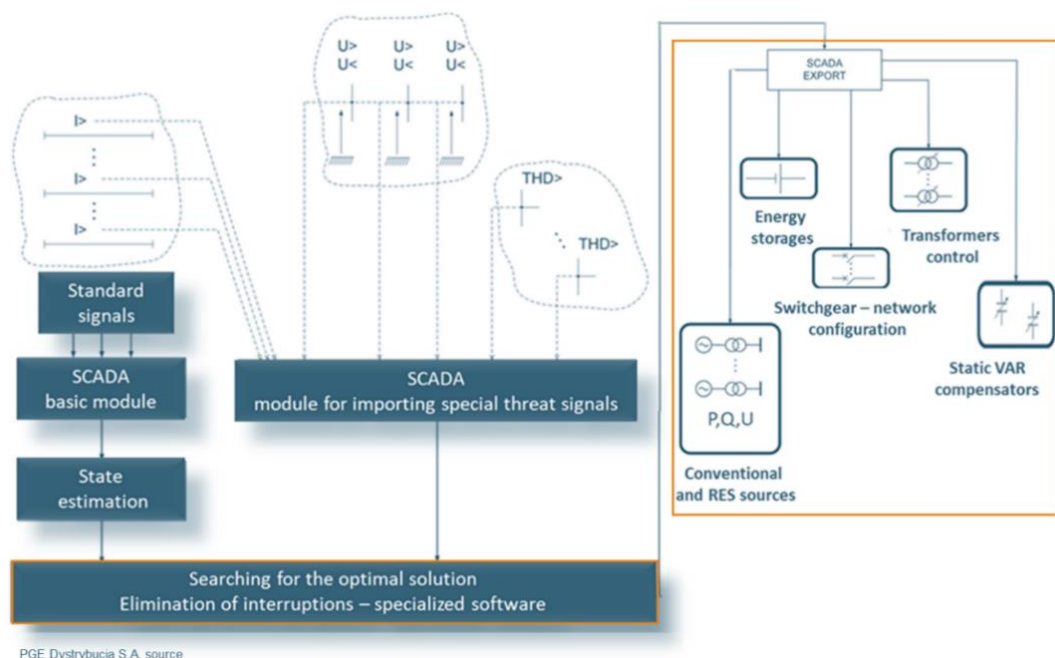 U> U> U>
U< U< U<
I>
I>
I>
THD>
THD>
Standard
signals
SCADA
basic module
State
estimation
SCADA
module for importing special threat signals
Searching for the optimal solution
Elimination of interruptions – specialized software
SCADA
EXPORT
Energy
storages
Transformers
control
Switchgear – network
configuration
Static VAR
compensators
P,Q,U
Conventional
and RES sources
PGE Dystrybucja S.A. source